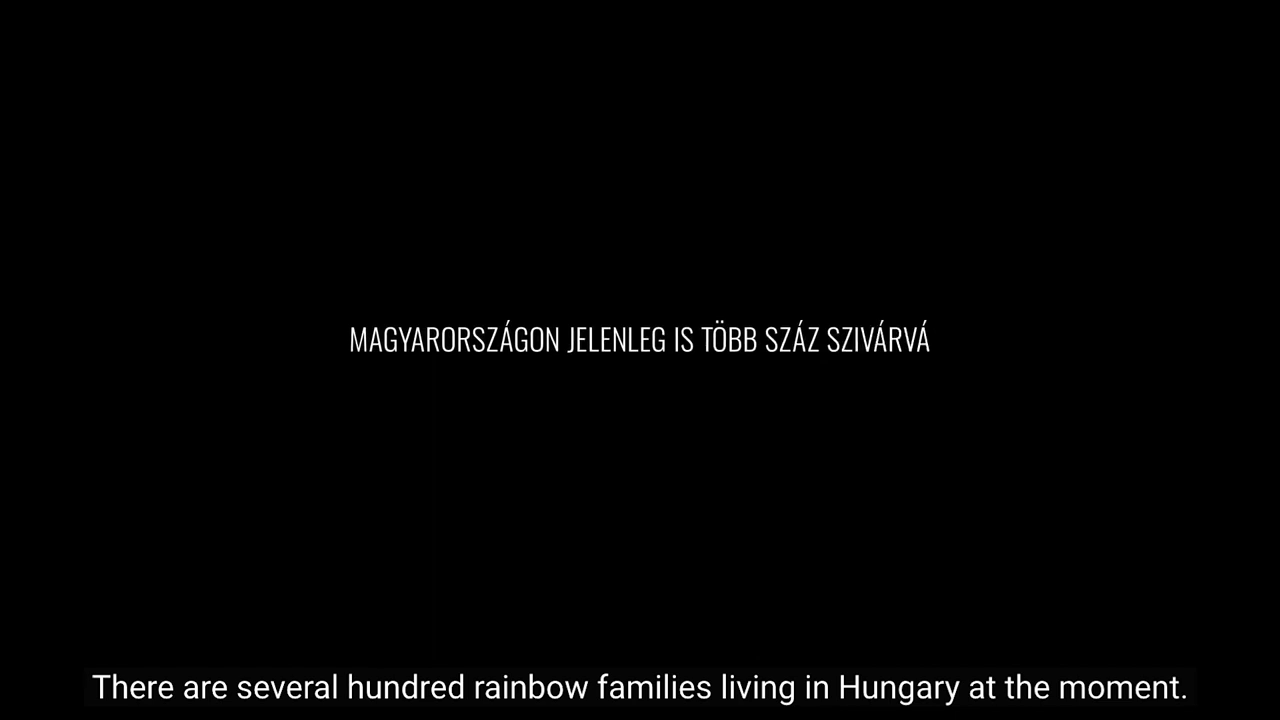 MAGYARORSZÁGON JELENLEG IS TÖBB SZÁZ SZIVÁRVÁ
There are several hundred rainbow families living in Hungary at the moment.